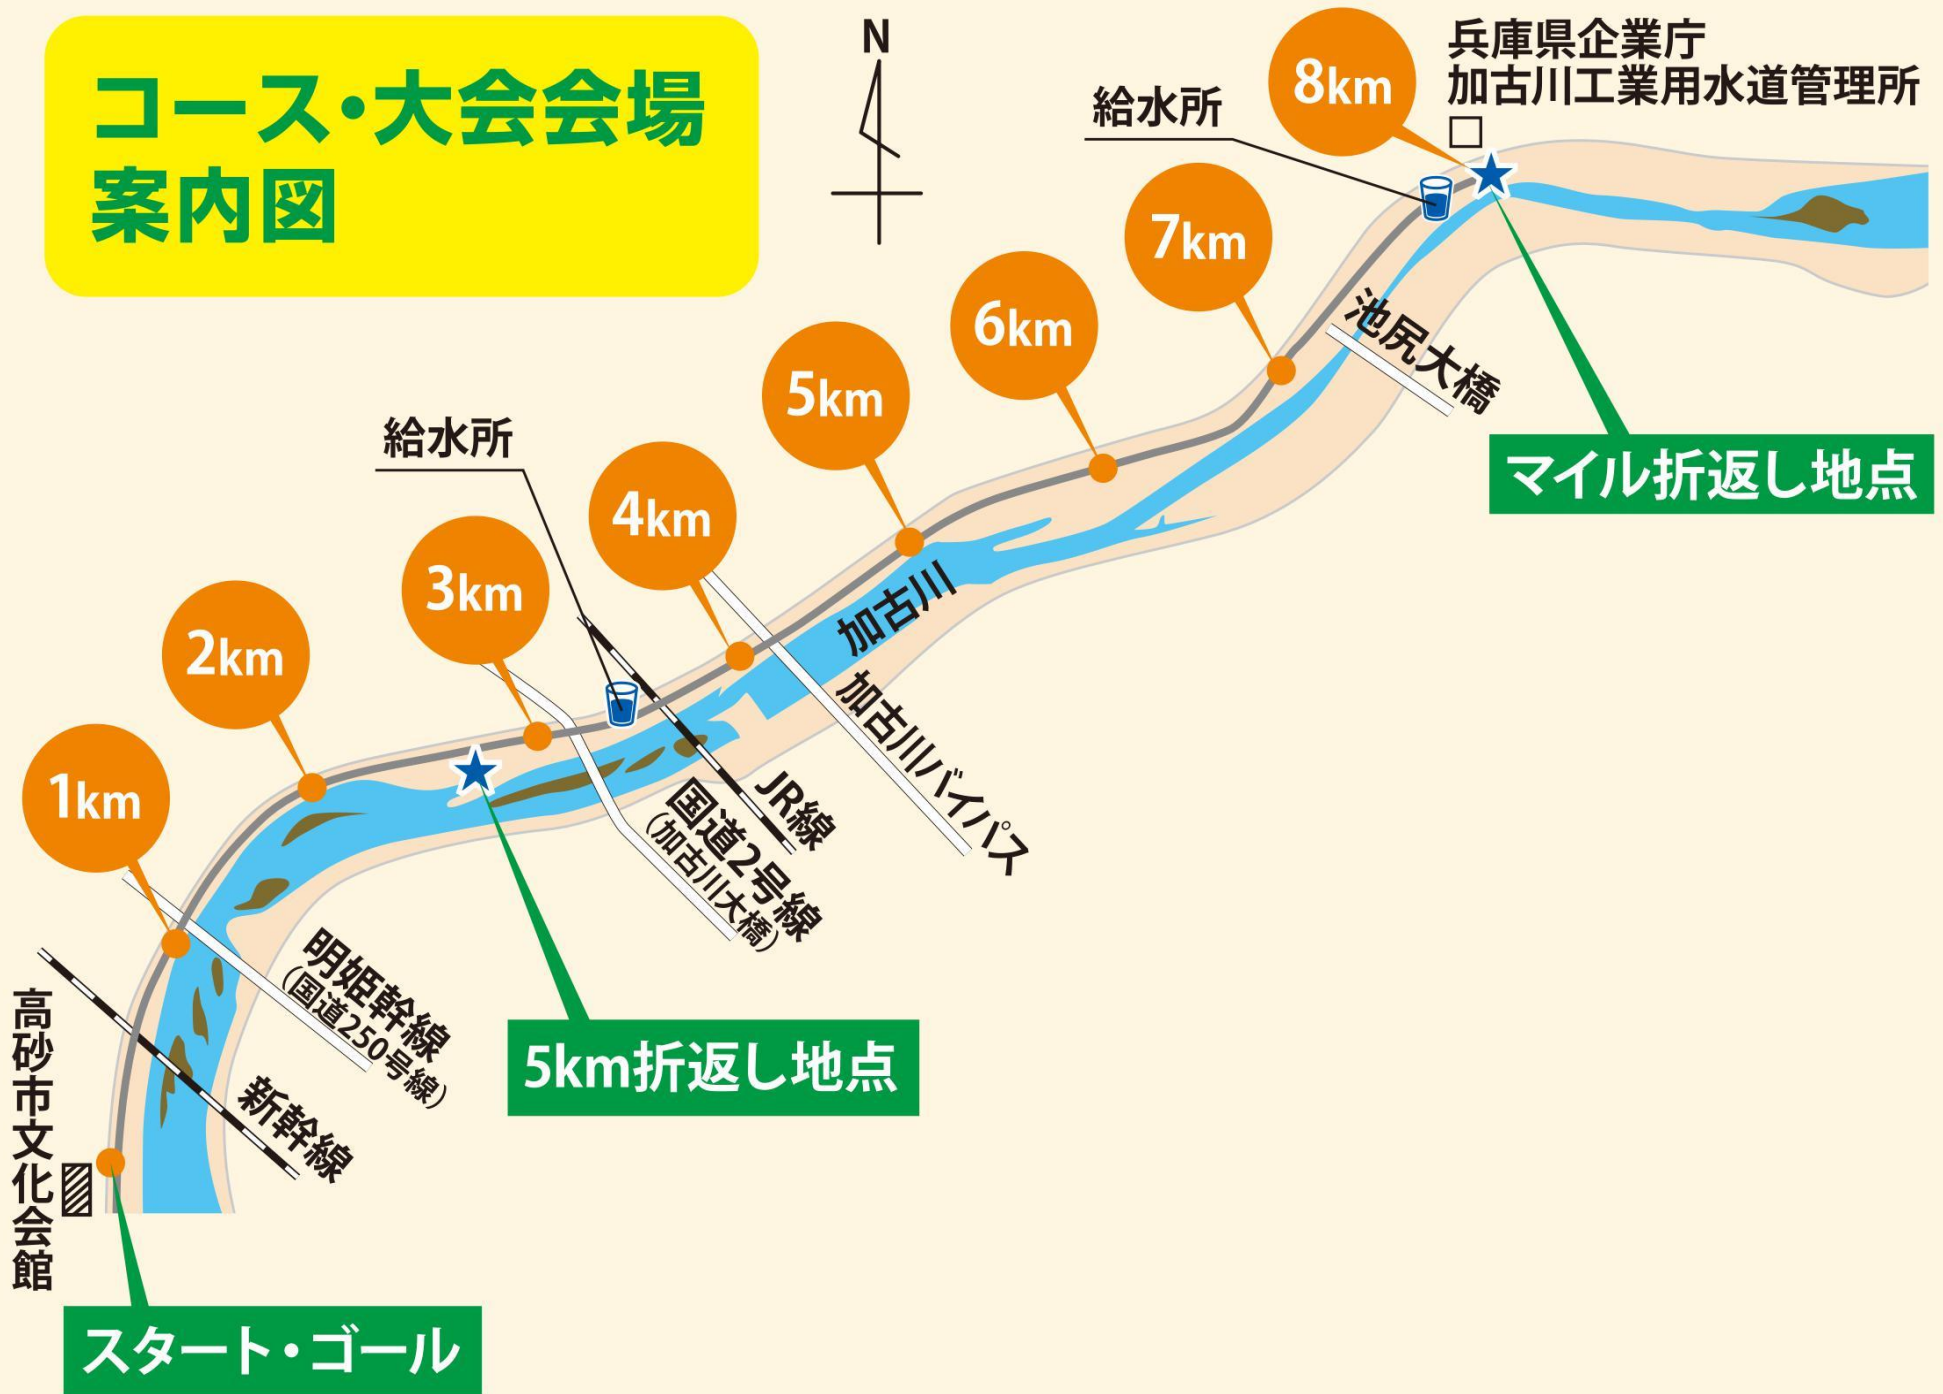 コース・大会会場
案内図
N
兵庫県企業庁
加古川工業用水道管理所
給水所
8km
7km
6km
5km
4km
3km
2km
1km
給水所
池尻大橋
マイル折返し地点
加古川
加古川バイパス
JR線
国道2号線
(加古川大橋)
明姫幹線
(国道250号線)
新幹線
5km折返し地点
高砂市文化会館
スタート・ゴール